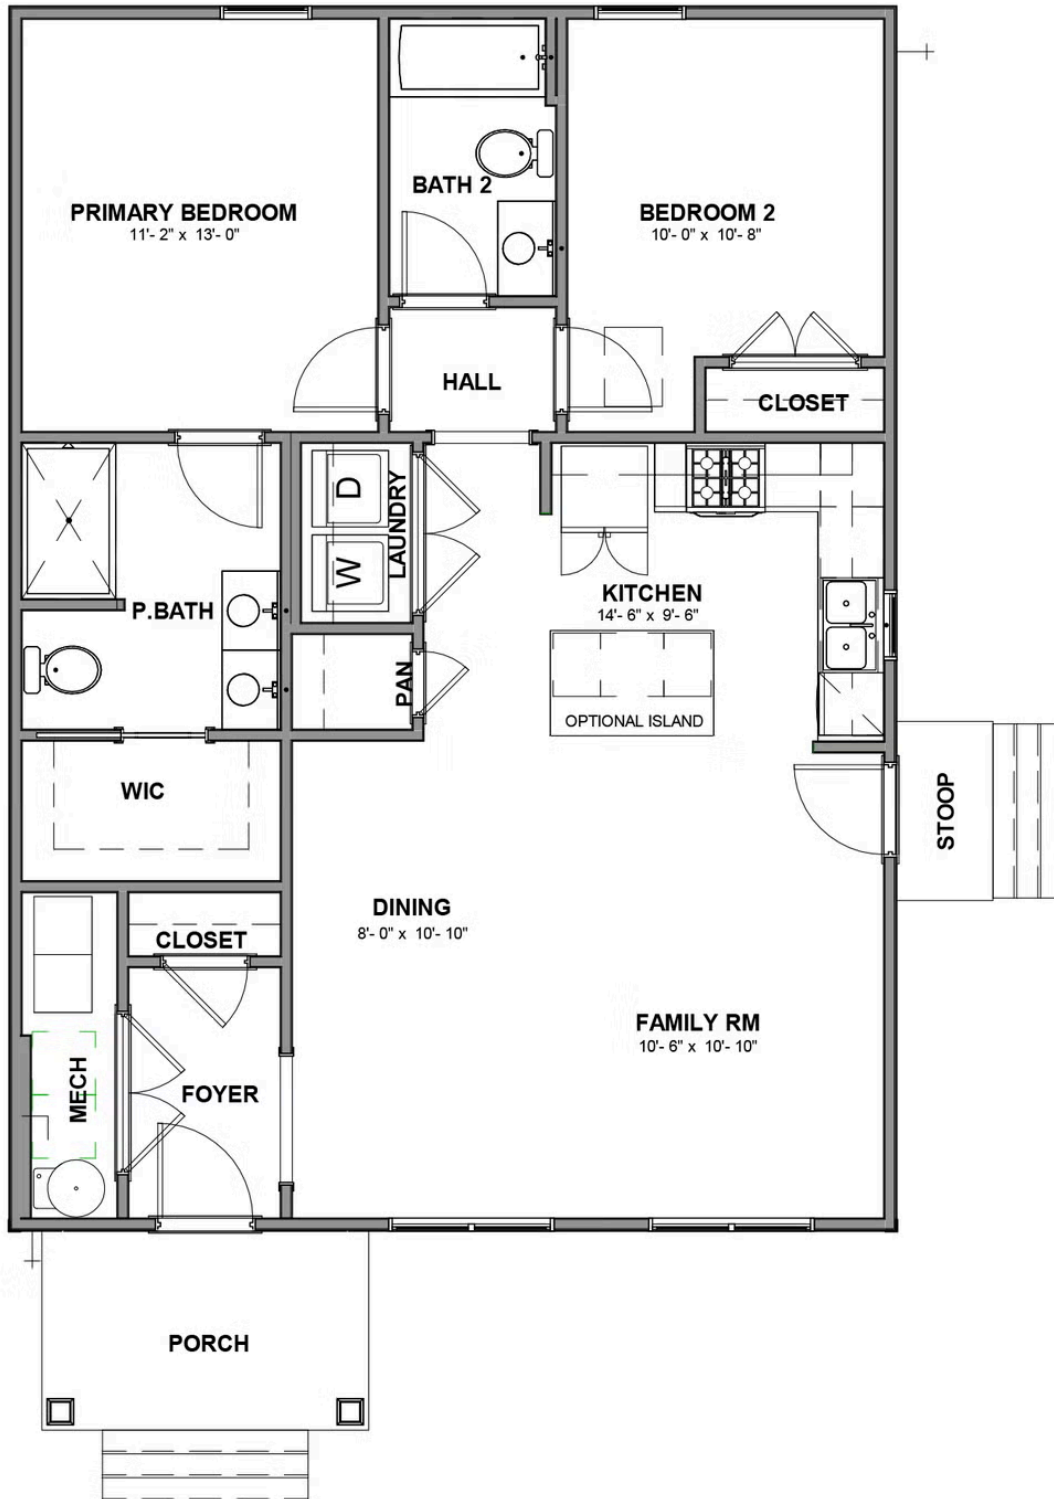 PRIMARY BEDROOM
11'- 2" x 13'- 0"
BATH 2
BEDROOM 2
10'- 0" x 10'- 8"
HALL
CLOSET
D
W
LAUNDRY
KITCHEN
14'- 6" x 9'- 6"
P.BATH
PAN
OPTIONAL ISLAND
WIC
STOOP
DINING
8'- 0" x 10'- 10"
CLOSET
FAMILY RM
10'- 6" x 10'- 10"
MECH
FOYER
PORCH